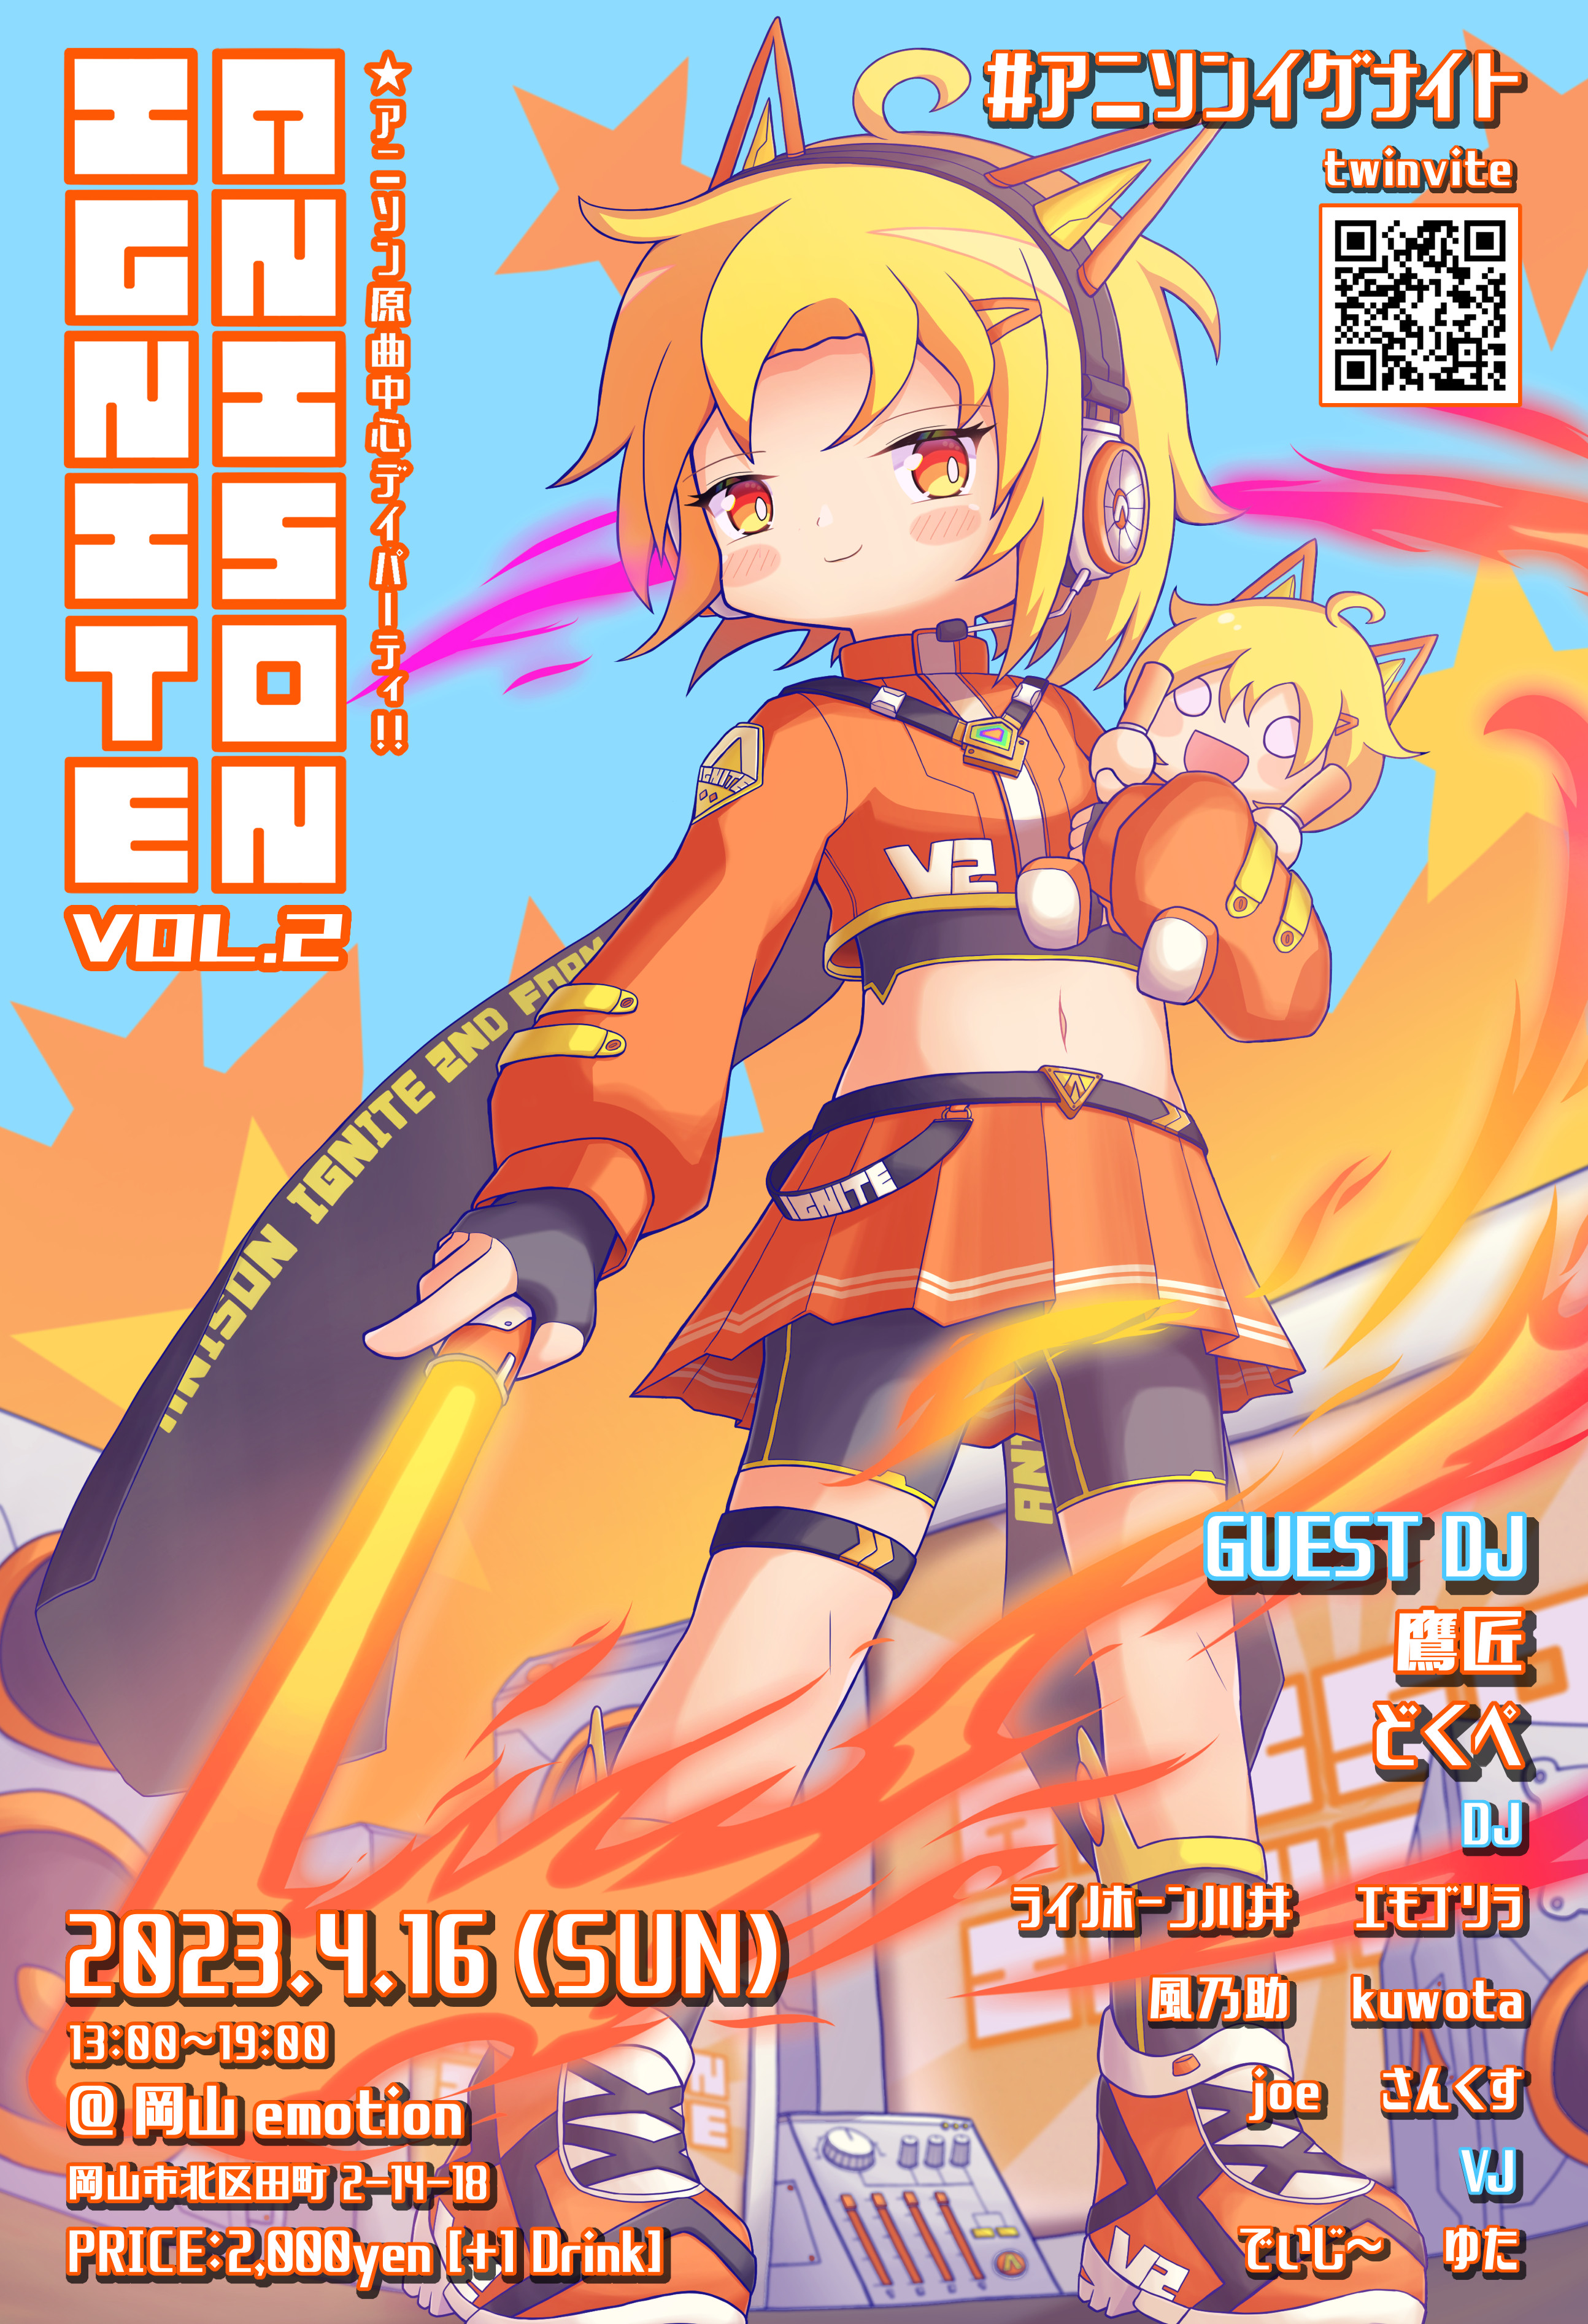 ANISON
IGNITE
VOL.2
★アニソン原曲中心デイパーティ!!
#アニソンイグナイト
twinvite
IGNITE
V2
ANISON IGNITE 2ND FORM
IGNITE
GUEST DJ
鷹匠
どくペ
DJ
ライノホーン川井 エモゴリラ
風乃助 kuwota
joe さんくす
VJ
でいじ～ ゆた
2023.4.16 (SUN)
13:00～19:00
@ 岡山 emotion
岡山市北区田町 2-14-18
PRICE:2,000yen [+1 Drink]
V2